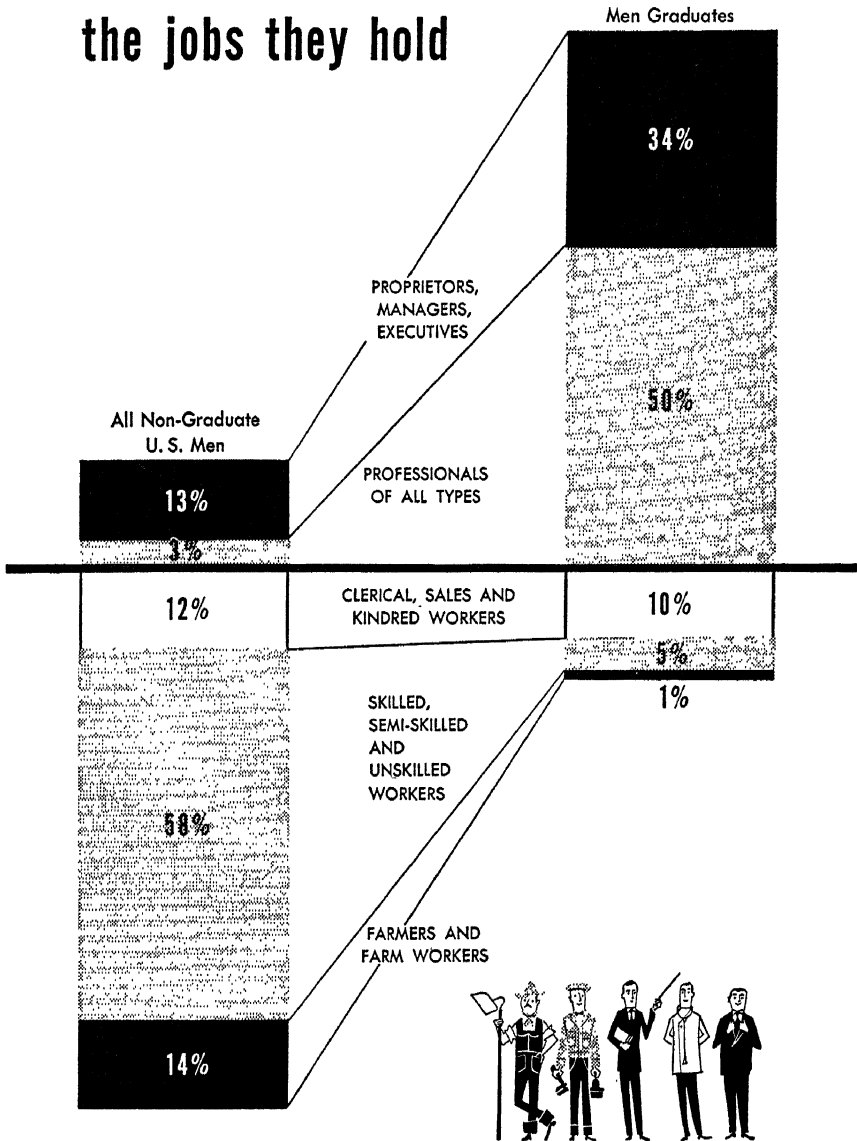 the jobs they hold
Men Graduates
34%
PROPRIETORS,
MANAGERS,
EXECUTIVES
50%
All Non-Graduate
U. S. Men
13%
PROFESSIONALS
OF ALL TYPES
3%
CLERICAL, SALES AND
KINDRED WORKERS
12%
10%
5%
1%
SKILLED,
SEMI-SKILLED
AND
UNSKILLED
WORKERS
58%
FARMERS AND
FARM WORKERS
14%